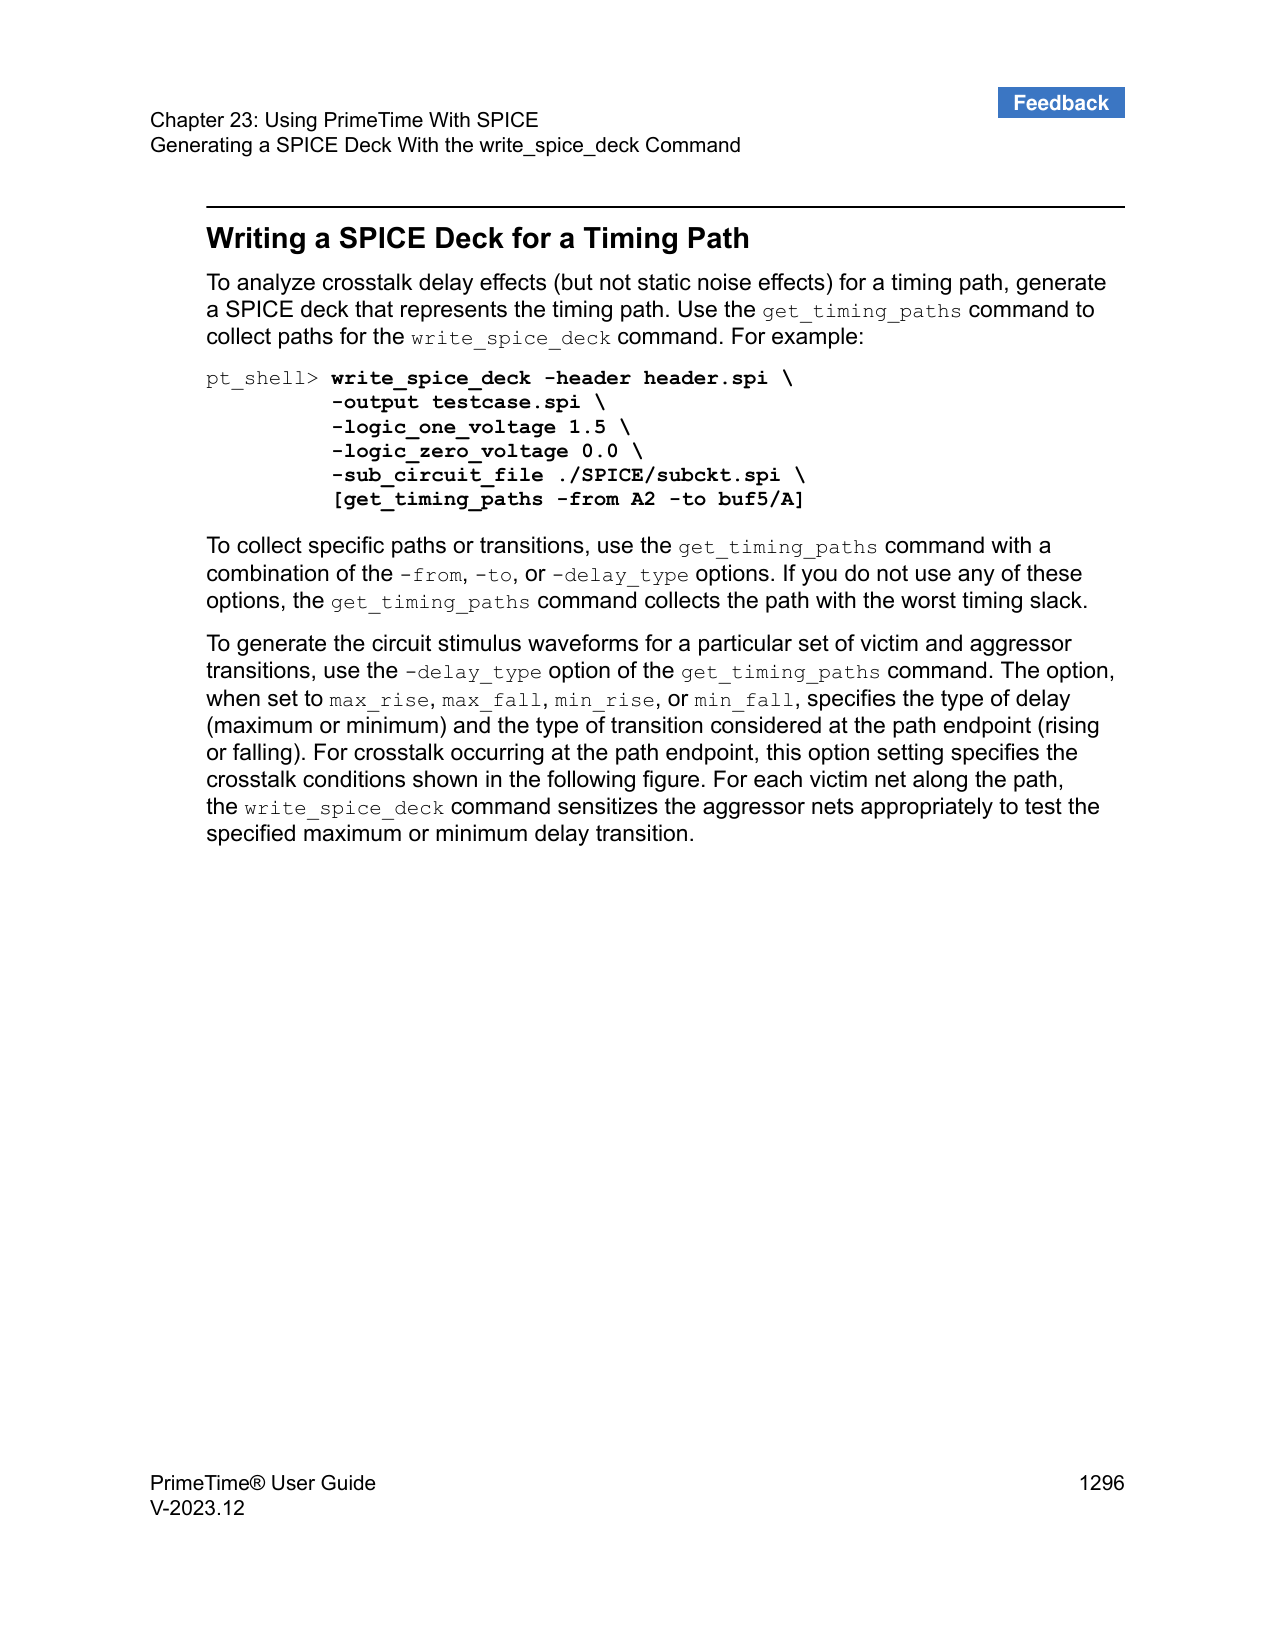 Feedback
Chapter 23: Using PrimeTime With SPICE
Generating a SPICE Deck With the write_spice_deck Command
Writing a SPICE Deck for a Timing Path
To analyze crosstalk delay effects (but not static noise effects) for a timing path, generate
a SPICE deck that represents the timing path. Use the get_timing_paths command to
collect paths for the write_spice_deck command. For example:
pt_shell> write_spice_deck -header header.spi \
-output testcase.spi \
-logic_one_voltage 1.5 \
-logic_zero_voltage 0.0 \
-sub_circuit_file ./SPICE/subckt.spi \
[get_timing_paths -from A2 -to buf5/A]
To collect specific paths or transitions, use the get_timing_paths command with a
combination of the -from, -to, or -delay_type options. If you do not use any of these
options, the get_timing_paths command collects the path with the worst timing slack.
To generate the circuit stimulus waveforms for a particular set of victim and aggressor
transitions, use the -delay_type option of the get_timing_paths command. The option,
when set to max_rise, max_fall, min_rise, or min_fall, specifies the type of delay
(maximum or minimum) and the type of transition considered at the path endpoint (rising
or falling). For crosstalk occurring at the path endpoint, this option setting specifies the
crosstalk conditions shown in the following figure. For each victim net along the path,
the write_spice_deck command sensitizes the aggressor nets appropriately to test the
specified maximum or minimum delay transition.
PrimeTime® User Guide 1296
V-2023.12